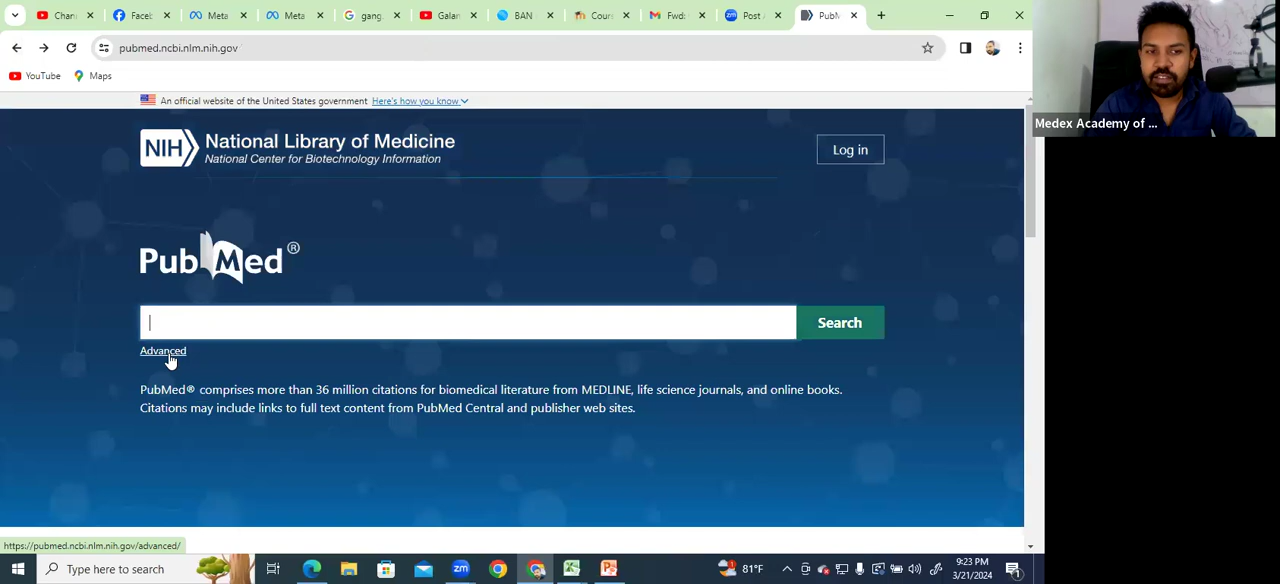 Chan
Faceb
Meta
Meta
gang
Galan
BAN
Cours
Fwd:
Post
PubM
pubmed.ncbi.nlm.nih.gov
YouTube
Maps
An official website of the United States government Here's how you know
NIH
National Library of Medicine
National Center for Biotechnology Information
Log in
PubMed®
Search
Advanced
PubMed® comprises more than 36 million citations for biomedical literature from MEDLINE, life science journals, and online books.
Citations may include links to full text content from PubMed Central and publisher web sites.
https://pubmed.ncbi.nlm.nih.gov/advanced/
Type here to search
81°F
9:23 PM
3/21/2024
1
Medex Academy of ...